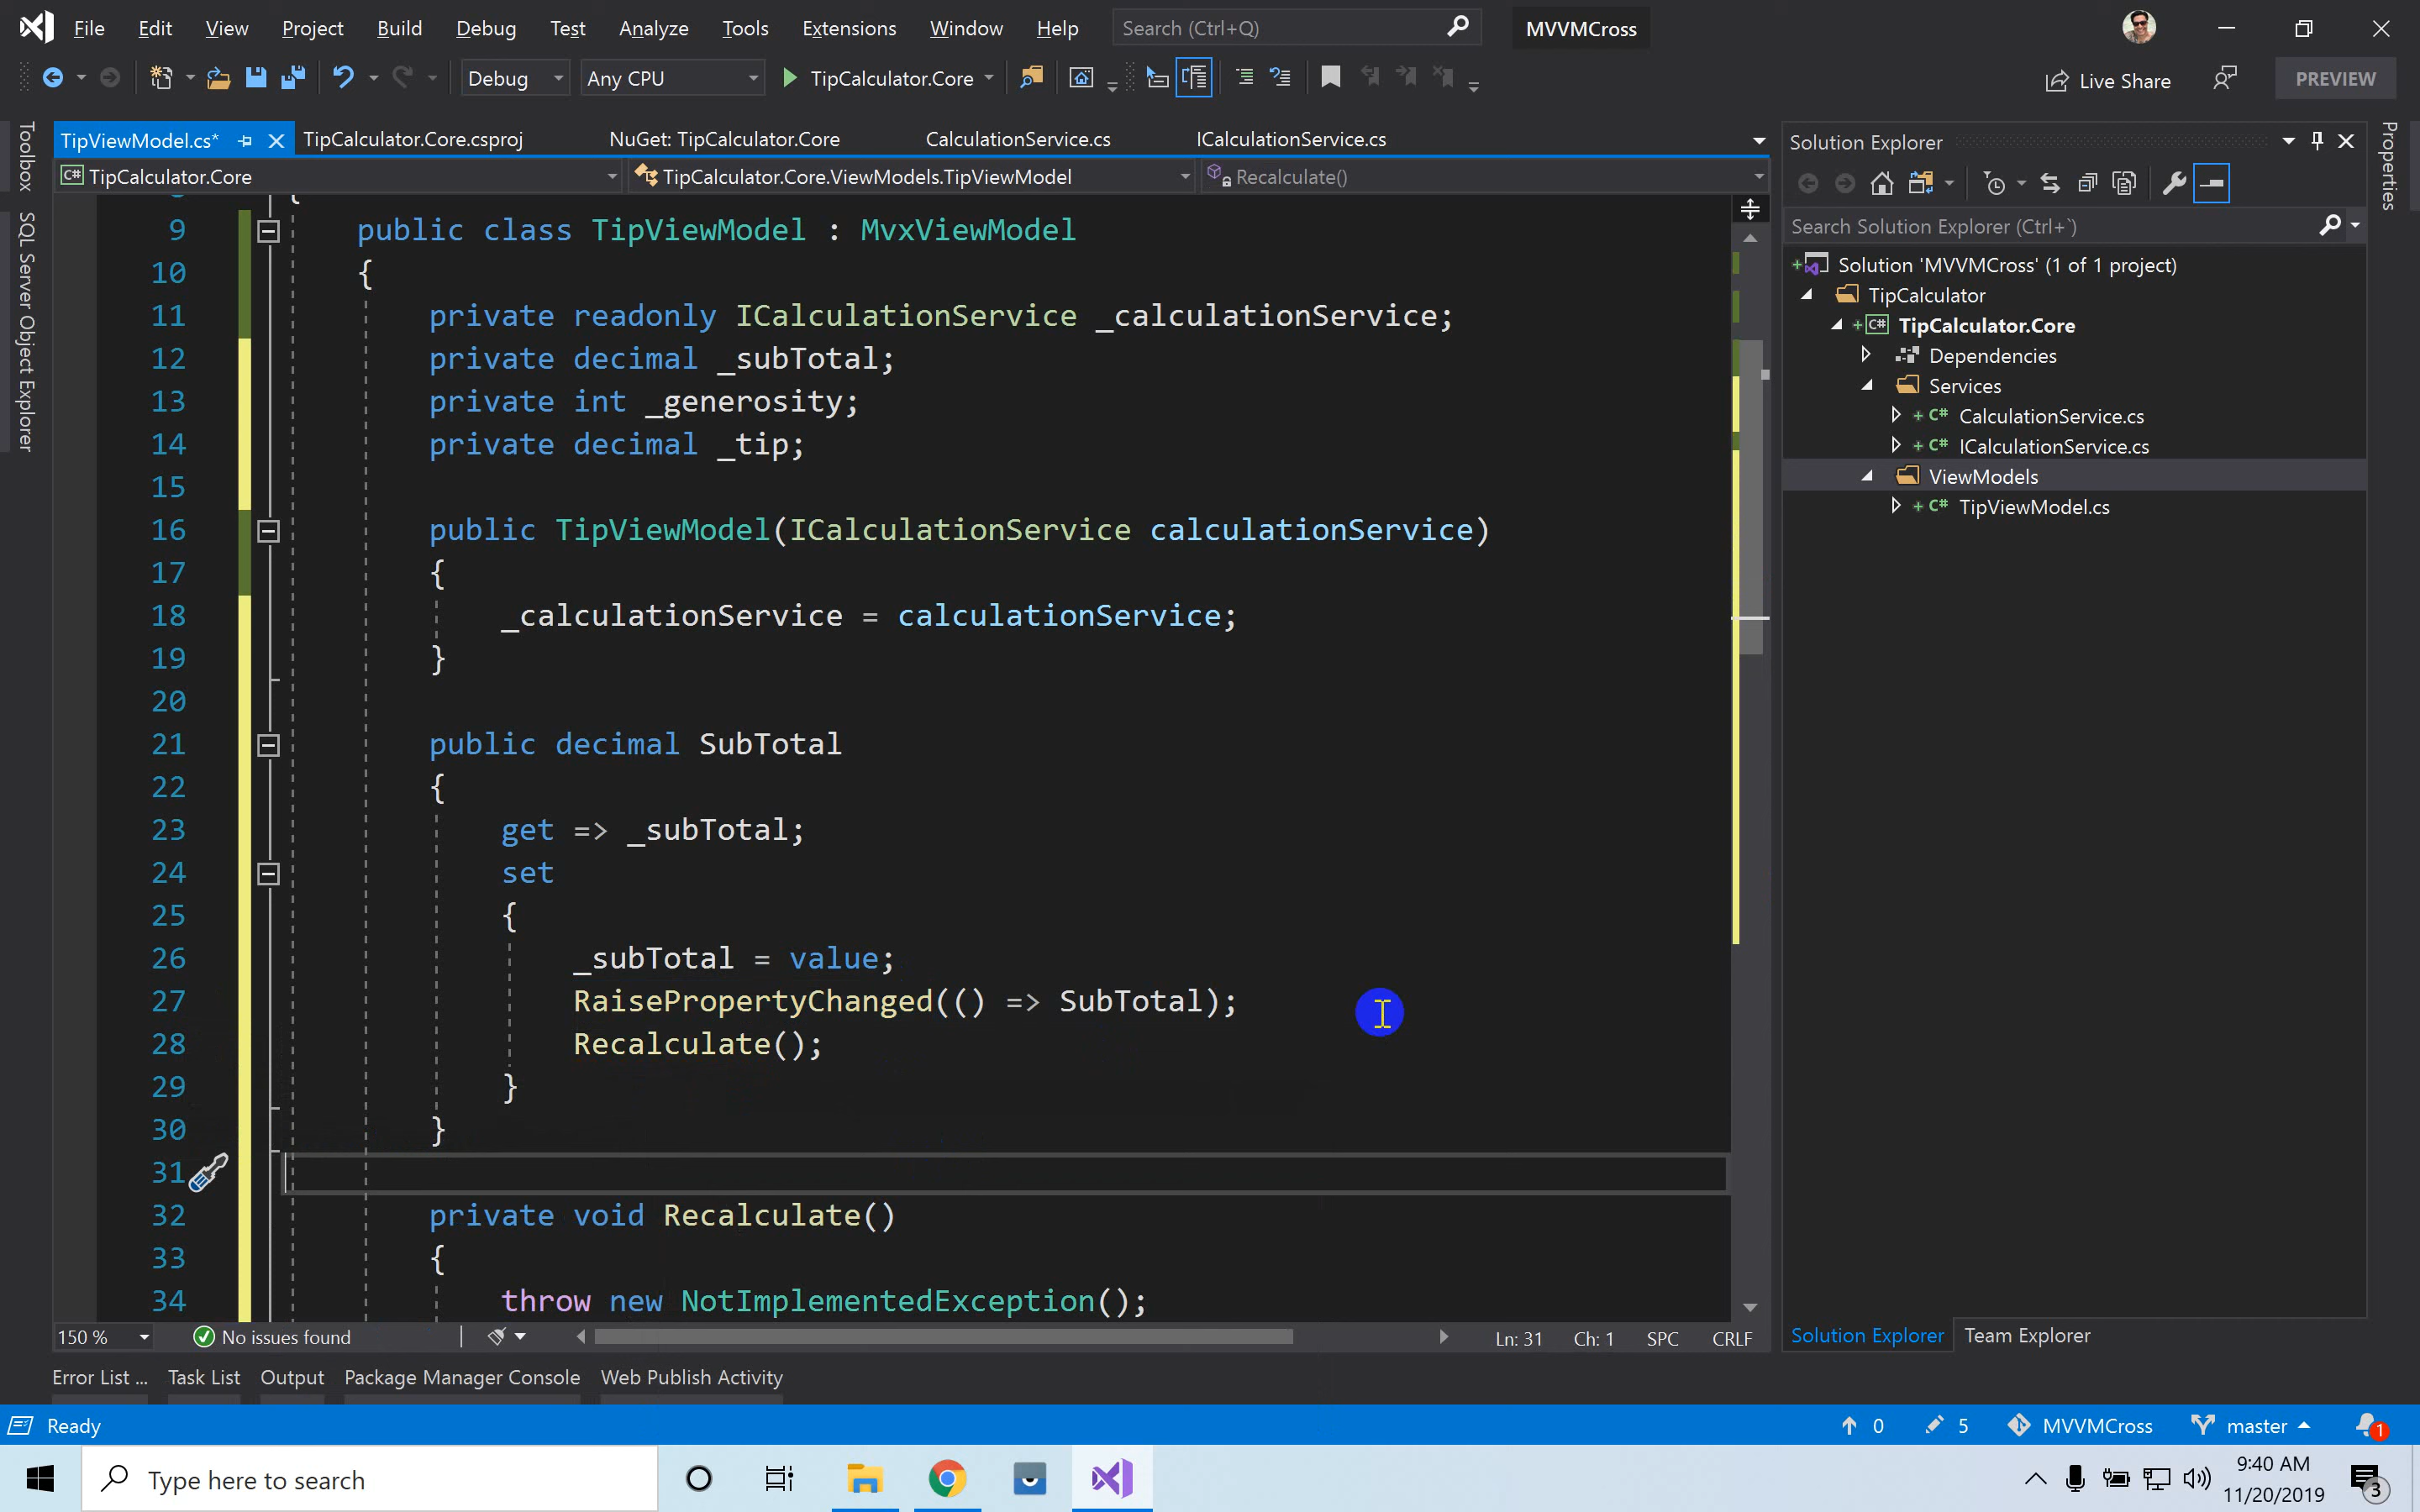 File Edit View Project Build Debug Test Analyze Tools Extensions Window Help Search (Ctrl+Q) MVVMCross
Debug Any CPU TipCalculator.Core Live Share PREVIEW
TipViewModel.cs* TipCalculator.Core.csproj NuGet: TipCalculator.Core CalculationService.cs ICalculationService.cs
TipCalculator.Core TipCalculator.Core.ViewModels.TipViewModel Recalculate()
Toolbox
SQL Server Object Explorer
9 public class TipViewModel : MvxViewModel
10 {
11 private readonly ICalculationService _calculationService;
12 private decimal _subTotal;
13 private int _generosity;
14 private decimal _tip;
15
16 public TipViewModel(ICalculationService calculationService)
17 {
18 _calculationService = calculationService;
19 }
20
21 public decimal SubTotal
22 {
23 get => _subTotal;
24 set
25 {
26 _subTotal = value;
27 RaisePropertyChanged(() => SubTotal);
28 Recalculate();
29 }
30 }
31
32 private void Recalculate()
33 {
34 throw new NotImplementedException();
150 % No issues found Ln: 31 Ch: 1 SPC CRLF
Solution Explorer
Search Solution Explorer (Ctrl+`)
Solution 'MVVMCross' (1 of 1 project)
TipCalculator
TipCalculator.Core
Dependencies
Services
C# CalculationService.cs
C# ICalculationService.cs
ViewModels
C# TipViewModel.cs
Solution Explorer Team Explorer
Properties
Error List ... Task List Output Package Manager Console Web Publish Activity
Ready 0 5 MVVMCross master 1
Type here to search
9:40 AM
11/20/2019
3